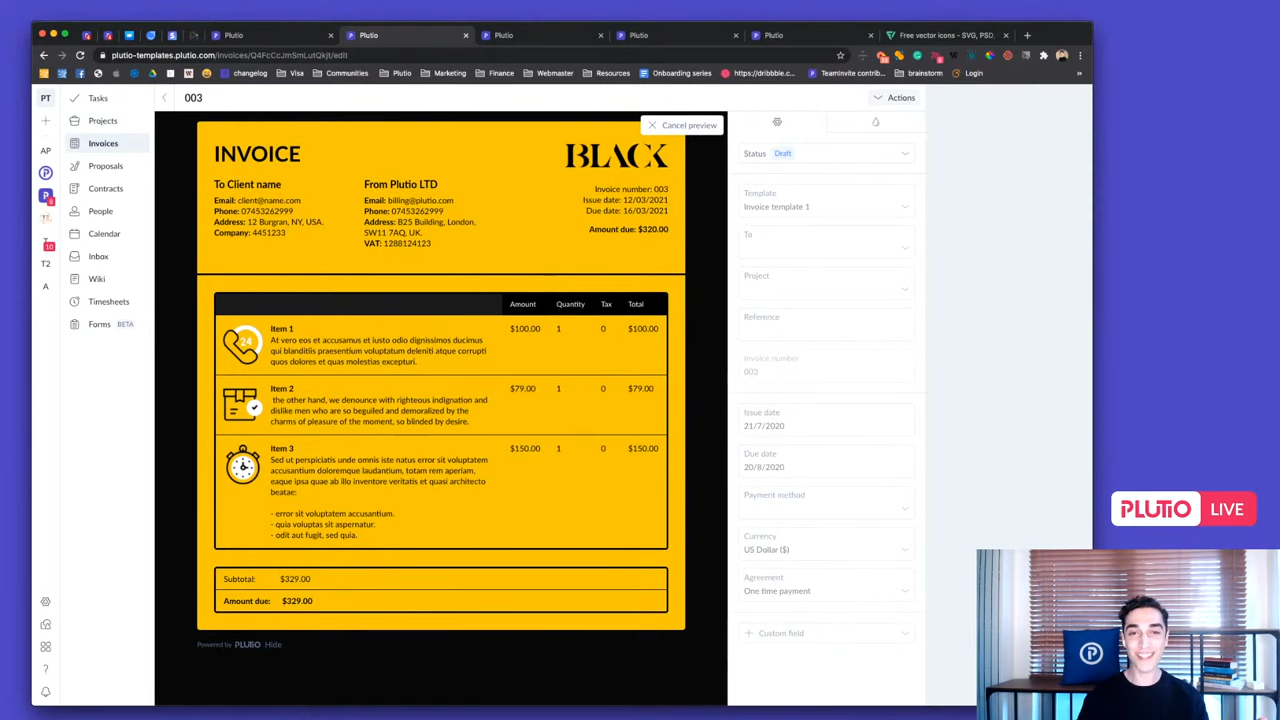 Plutio
Plutio
Plutio
Plutio
Plutio
Free vector icons - SVG, PSD,
plutio-templates.plutio.com/invoices/Q4FcCcJmSmLutQkjt/edit
changelog
Visa
Communities
Plutio
Marketing
Finance
Webmaster
Resources
Onboarding series
https://dribbble.c...
TeamInvite contrib...
brainstorm
Login
»
PT
AP
8
10
T2
A
Tasks
Projects
Invoices
Proposals
Contracts
People
Calendar
Inbox
Wiki
Timesheets
Forms BETA
003
Actions
Cancel preview
INVOICE
BLACK
To Client name
Email: client@name.com
Phone: 07453262999
Address: 12 Burgran, NY, USA.
Company: 4451233
From Plutio LTD
Email: billing@plutio.com
Phone: 07453262999
Address: B25 Building, London,
5W11 7AQ, UK.
VAT: 1288124123
Invoice number: 003
Issue date: 12/03/2021
Due date: 16/03/2021
Amount due: $320.00
Amount Quantity Tax Total
24
Item 1 $100.00 1 0 $100.00
At vero eos et accusamus et iusto odio dignissimos ducimus
qui blanditiis praesentium voluptatum deleniti atque corrupti
quos dolores et quas molestias excepturi.
Item 2 $79.00 1 0 $79.00
the other hand, we denounce with righteous indignation and
dislike men who are so beguiled and demoralized by the
charms of pleasure of the moment, so blinded by desire.
Item 3 $150.00 1 0 $150.00
Sed ut perspiciatis unde omnis iste natus error sit voluptatem
accusantium doloremque laudantium, totam rem aperiam,
eaque ipsa quae ab illo inventore veritatis et quasi architecto
beatae:
- error sit voluptatem accusantium.
- quia voluptas sit aspernatur.
- odit aut fugit, sed quia.
Subtotal: $329.00
Amount due: $329.00
Powered by PLUTIO Hide
Status Draft
Template
Invoice template 1
To
Project
Reference
Invoice number
003
Issue date
21/7/2020
Due date
20/8/2020
Payment method
Currency
US Dollar ($)
Agreement
One time payment
Custom field
PLUTIO LIVE